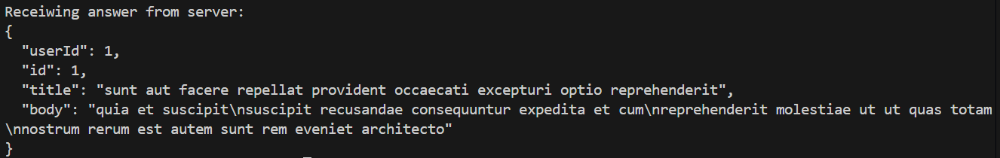 Receiwing answer from server:
{
  "userId": 1,
  "id": 1,
  "title": "sunt aut facere repellat provident occaecati excepturi optio reprehenderit",
  "body": "quia et suscipit\nsuscipit recusandae consequuntur expedita et cum\nreprehenderit molestiae ut ut quas totam
\nnostrum rerum est autem sunt rem eveniet architecto"
}